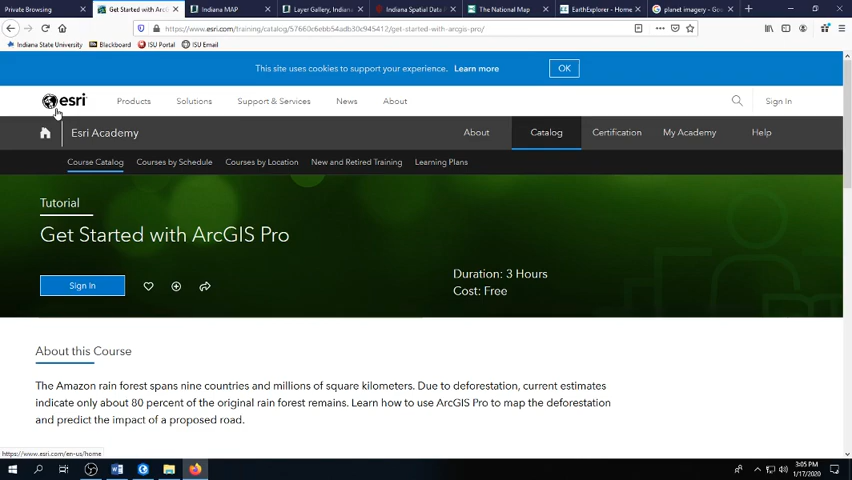 Private Browsing
Get Started with Arc
Indiana MAP
Layer Gallery, Indiana
Indiana Spatial Data P
The National Map
EarthExplorer - Home
planet imagery - G
https://www.esri.com/training/catalog/57660c6ebb54adb30c945412/get-started-with-arcgis-pro/
Indiana State University
Blackboard
ISU Portal
ISU Email
This site uses cookies to support your experience. Learn more
OK
esri
Products
Solutions
Support & Services
News
About
Sign In
Esri Academy
About
Catalog
Certification
My Academy
Help
Course Catalog
Courses by Schedule
Courses by Location
New and Retired Training
Learning Plans
Tutorial
Get Started with ArcGIS Pro
Sign In
Duration: 3 Hours
Cost: Free
About this Course
The Amazon rain forest spans nine countries and millions of square kilometers. Due to deforestation, current estimates
indicate only about 80 percent of the original rain forest remains. Learn how to use ArcGIS Pro to map the deforestation
and predict the impact of a proposed road.
https://www.esri.com/en-us/home
3:05 PM
1/17/2020